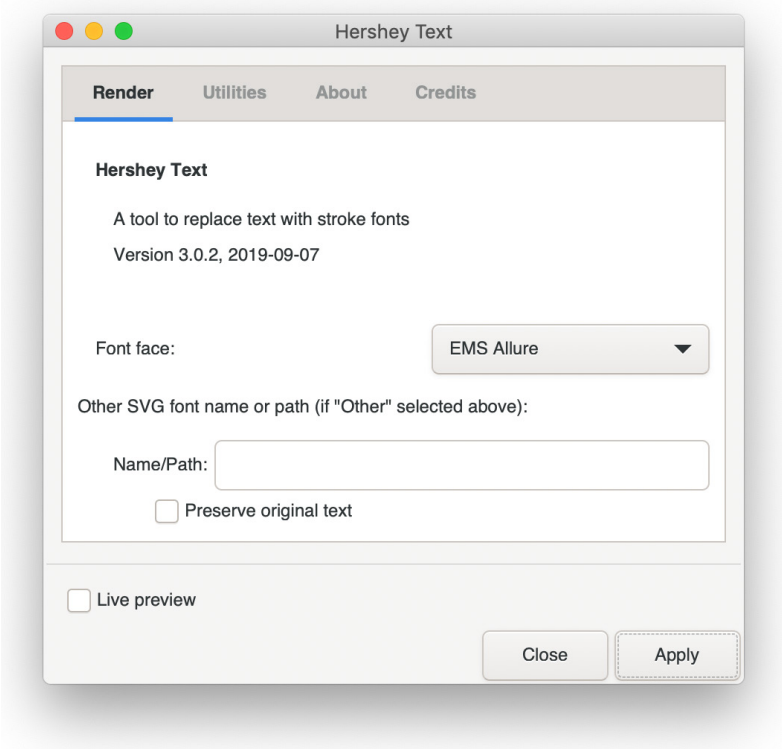 Hershey Text
Render Utilities About Credits
Hershey Text
A tool to replace text with stroke fonts
Version 3.0.2, 2019-09-07
Font face: EMS Allure
Other SVG font name or path (if "Other" selected above):
Name/Path:
Preserve original text
Live preview
Close Apply